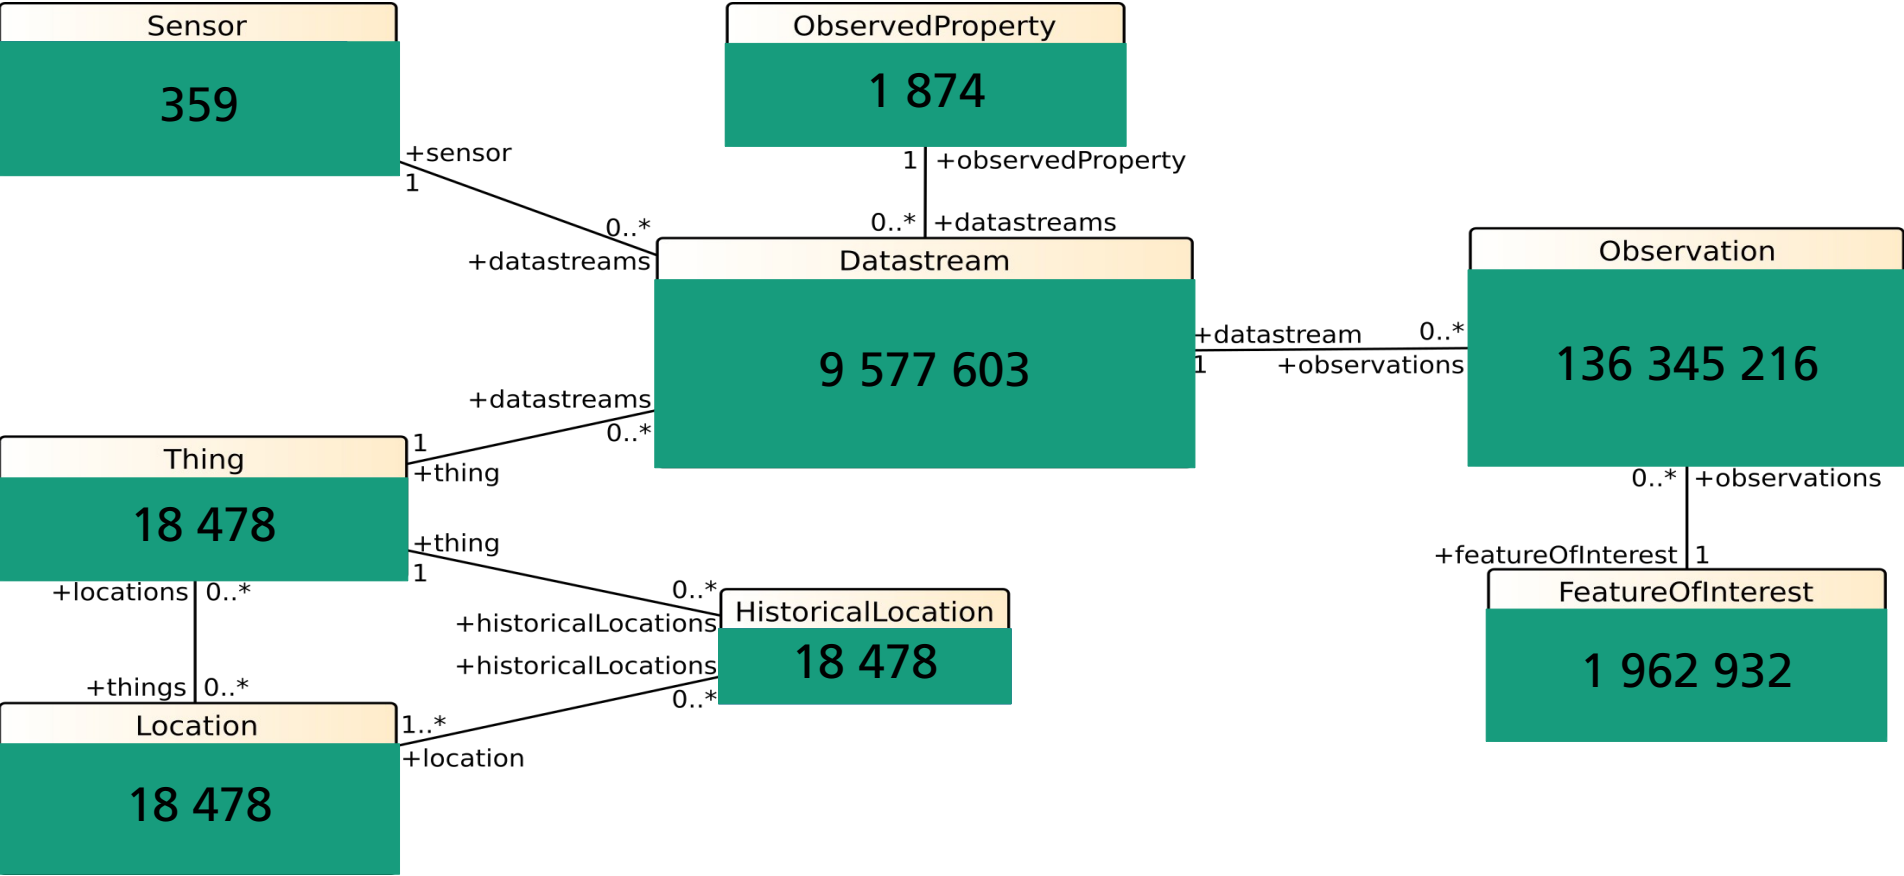 Sensor
359
+sensor
1
0..*
+datastreams
ObservedProperty
1 874
1
+observedProperty
0..*
+datastreams
Datastream
9 577 603
+datastream
1
0..*
+observations
Observation
136 345 216
0..*
+observations
+featureOfInterest
1
FeatureOfInterest
1 962 932
+datastreams
0..*
1
+thing
Thing
18 478
+thing
1
0..*
+historicalLocations
HistoricalLocation
18 478
+historicalLocations
0..*
+locations
0..*
+things
0..*
Location
18 478
1..*
+location